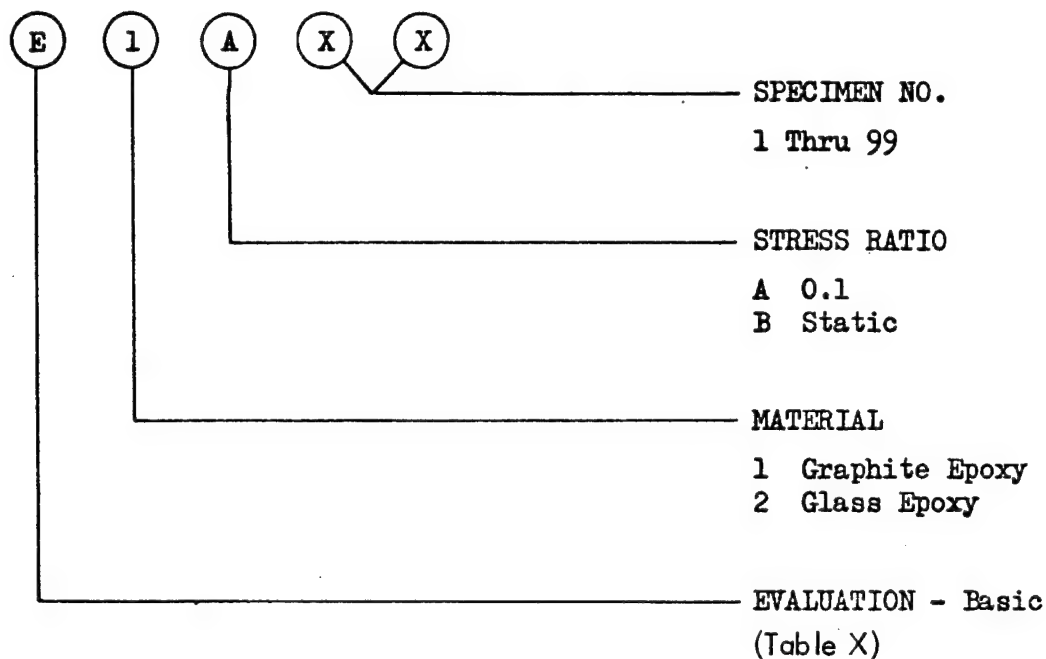 E 1 A X X
SPECIMEN NO.
1 Thru 99
STRESS RATIO
A 0.1
B Static
MATERIAL
1 Graphite Epoxy
2 Glass Epoxy
EVALUATION - Basic
(Table X)